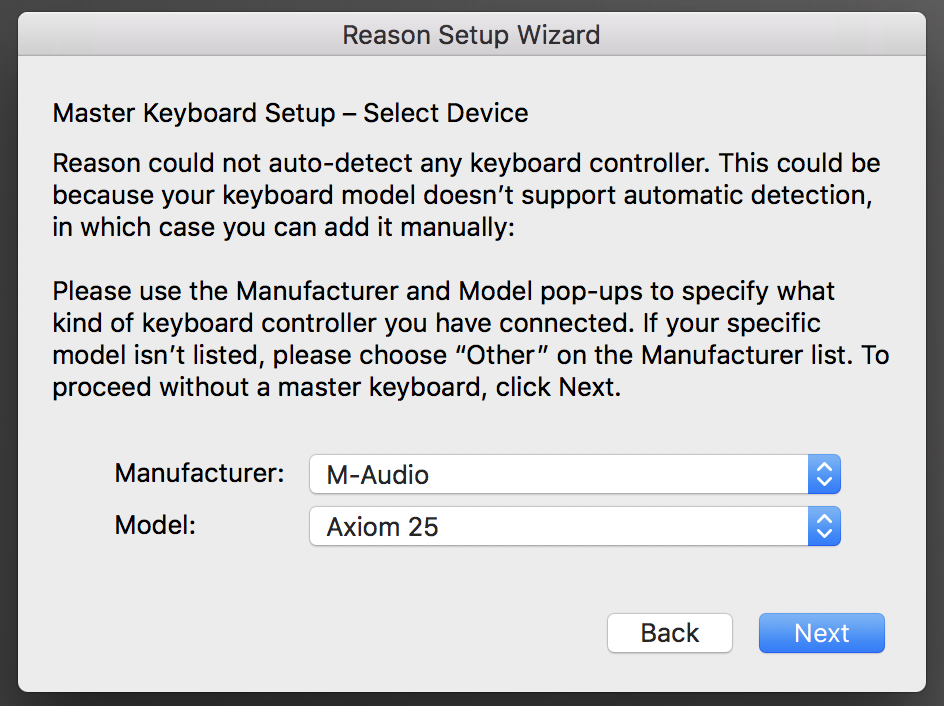 Reason Setup Wizard
Master Keyboard Setup – Select Device
Reason could not auto-detect any keyboard controller. This could be
because your keyboard model doesn’t support automatic detection,
in which case you can add it manually:
Please use the Manufacturer and Model pop-ups to specify what
kind of keyboard controller you have connected. If your specific
model isn’t listed, please choose “Other” on the Manufacturer list. To
proceed without a master keyboard, click Next.
Manufacturer: M-Audio
Model: Axiom 25
Back Next